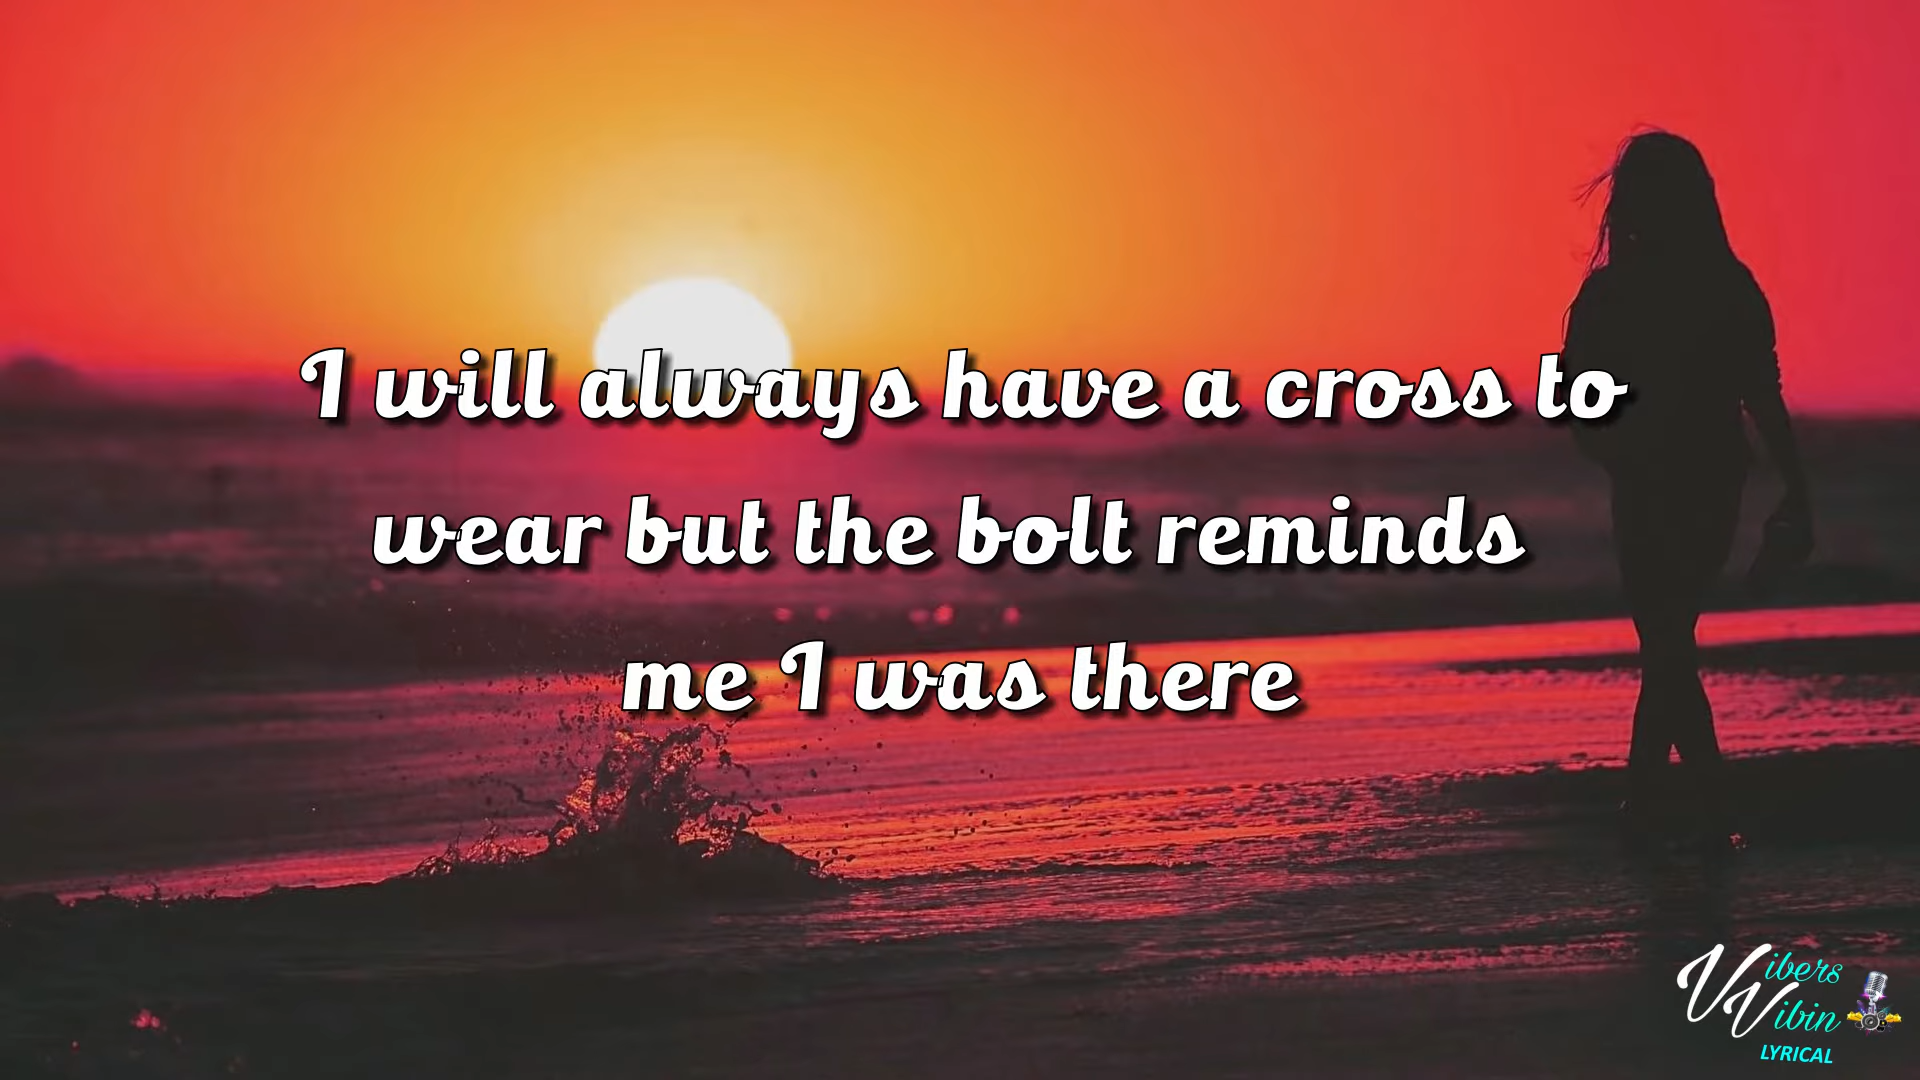 I will always have a cross to
wear but the bolt reminds
me I was there
Vibers
Vibin
LYRICAL